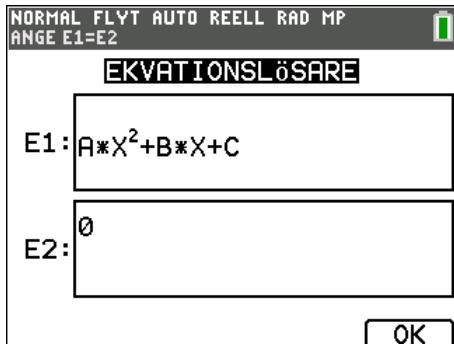 NORMAL FLYT AUTO REELL RAD MP
ANGE E1=E2
EKVATIONSLöSARE
E1: A*X²+B*X+C
E2: 0
OK